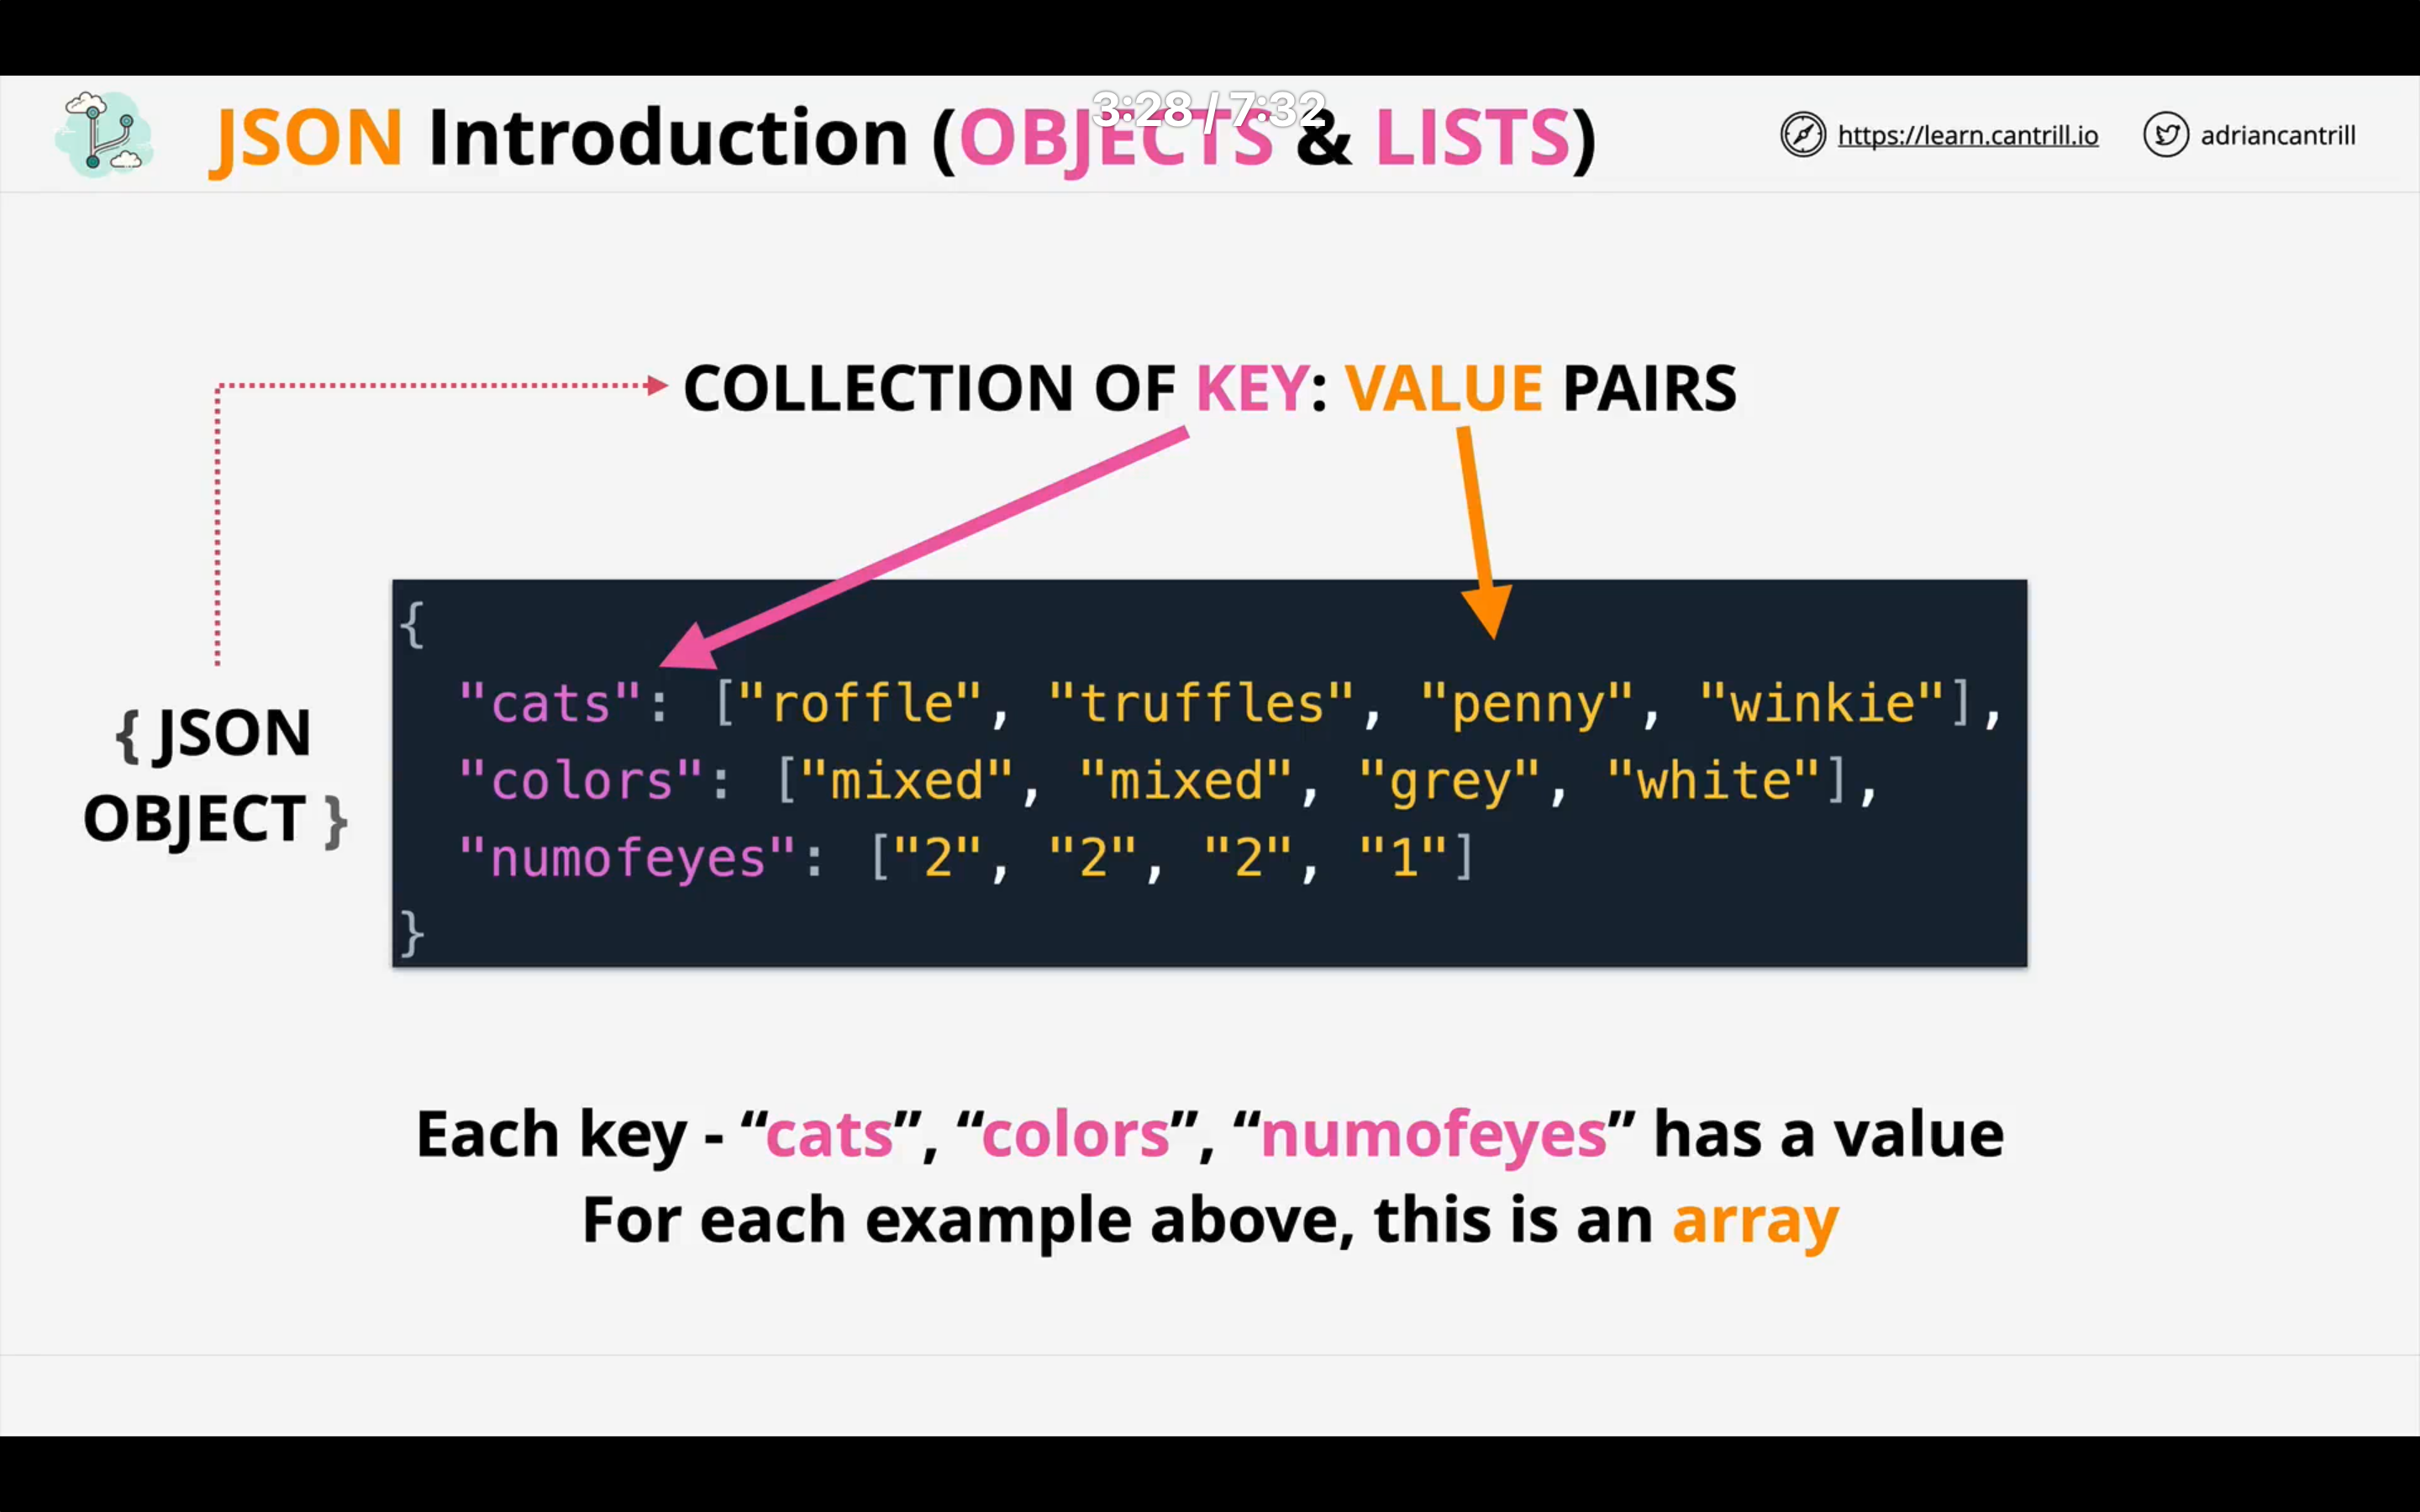 JSON Introduction (OBJECTS & LISTS)
3:28 / 7:32
https://learn.cantrill.io
adriancantrill
COLLECTION OF KEY: VALUE PAIRS
{ JSON
OBJECT }
{
"cats": ["roffle", "truffles", "penny", "winkie"],
"colors": ["mixed", "mixed", "grey", "white"],
"numofeyes": ["2", "2", "2", "1"]
}
Each key - “cats”, “colors”, “numofeyes” has a value
For each example above, this is an array